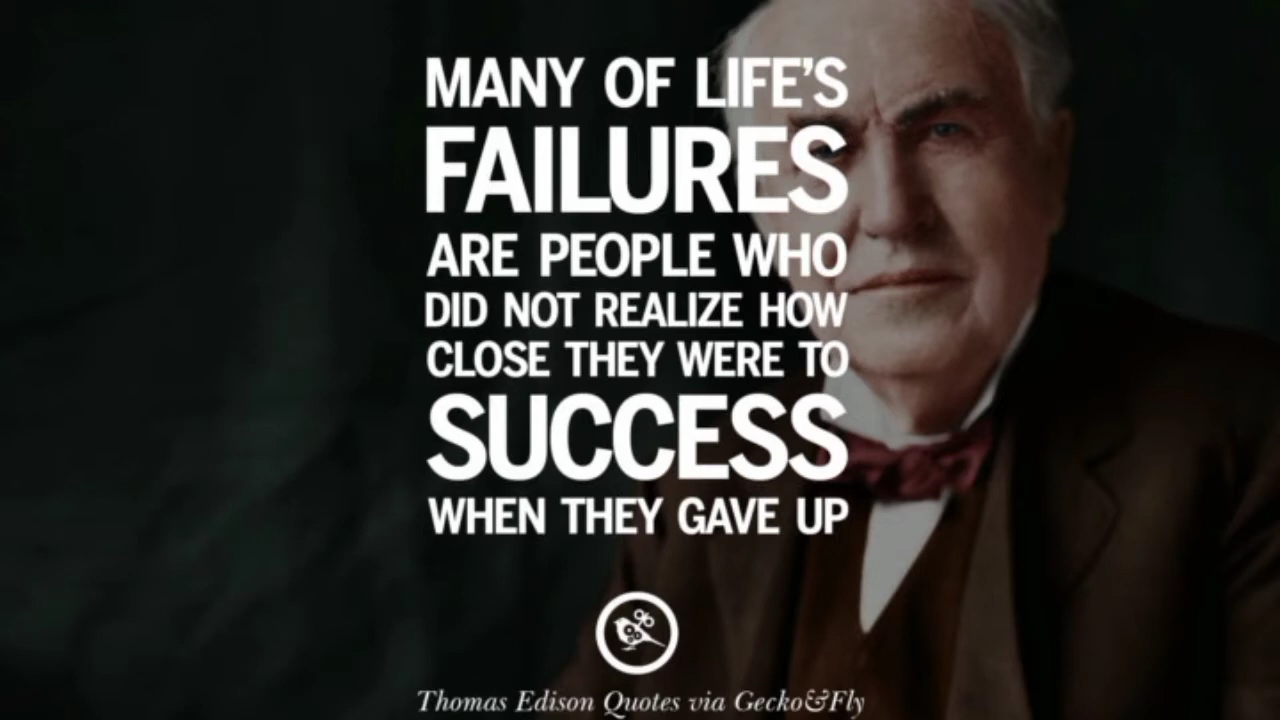 MANY OF LIFE'S
FAILURES
ARE PEOPLE WHO
DID NOT REALIZE HOW
CLOSE THEY WERE TO
SUCCESS
WHEN THEY GAVE UP
Thomas Edison Quotes via Gecko&Fly